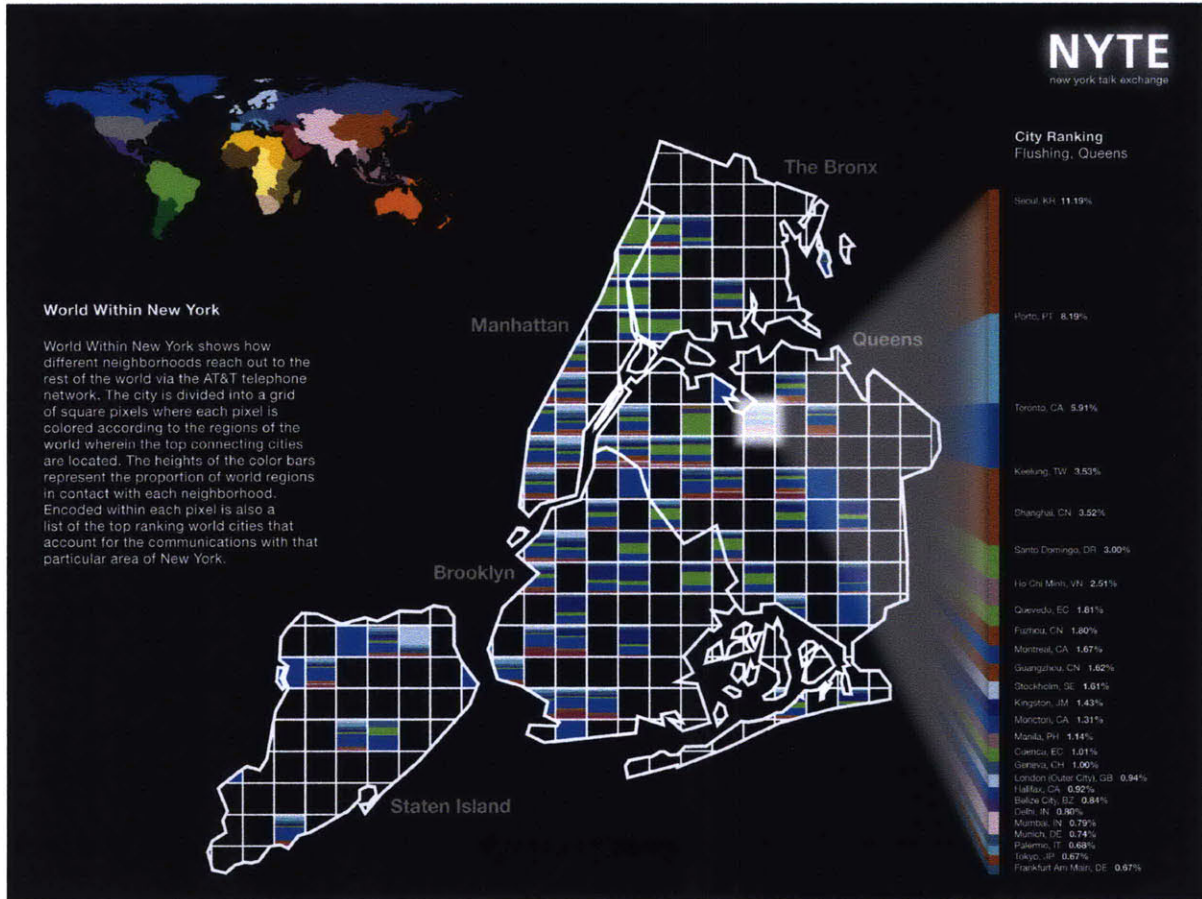 NYTE
new york talk exchange
City Ranking
Flushing, Queens
The Bronx
Manhattan
Queens
Brooklyn
Staten Island
World Within New York
World Within New York shows how
different neighborhoods reach out to the
rest of the world via the AT&T telephone
network. The city is divided into a grid
of square pixels where each pixel is
colored according to the regions of the
world wherein the top connecting cities
are located. The heights of the color bars
represent the proportion of world regions
in contact with each neighborhood.
Encoded within each pixel is also a
list of the top ranking world cities that
account for the communications with that
particular area of New York.
Seoul, KR 11.19%
Porto, PT 8.19%
Toronto, CA 5.91%
Keelung, TW 3.53%
Shanghai, CN 3.52%
Santo Domingo, DR 3.00%
Ho Chi Minh, VN 2.51%
Quevedo, EC 1.81%
Fuzhou, CN 1.80%
Montreal, CA 1.67%
Guangzhou, CN 1.62%
Stockholm, SE 1.61%
Kingston, JM 1.43%
Moncton, CA 1.31%
Manila, PH 1.14%
Cuenca, EC 1.01%
Geneva, CH 1.00%
London (Outer City), GB 0.94%
Halifax, CA 0.92%
Belize City, BZ 0.84%
Delhi, IN 0.80%
Mumbai, IN 0.79%
Munich, DE 0.74%
Palermo, IT 0.68%
Tokyo, JP 0.67%
Frankfurt Am Main, DE 0.67%